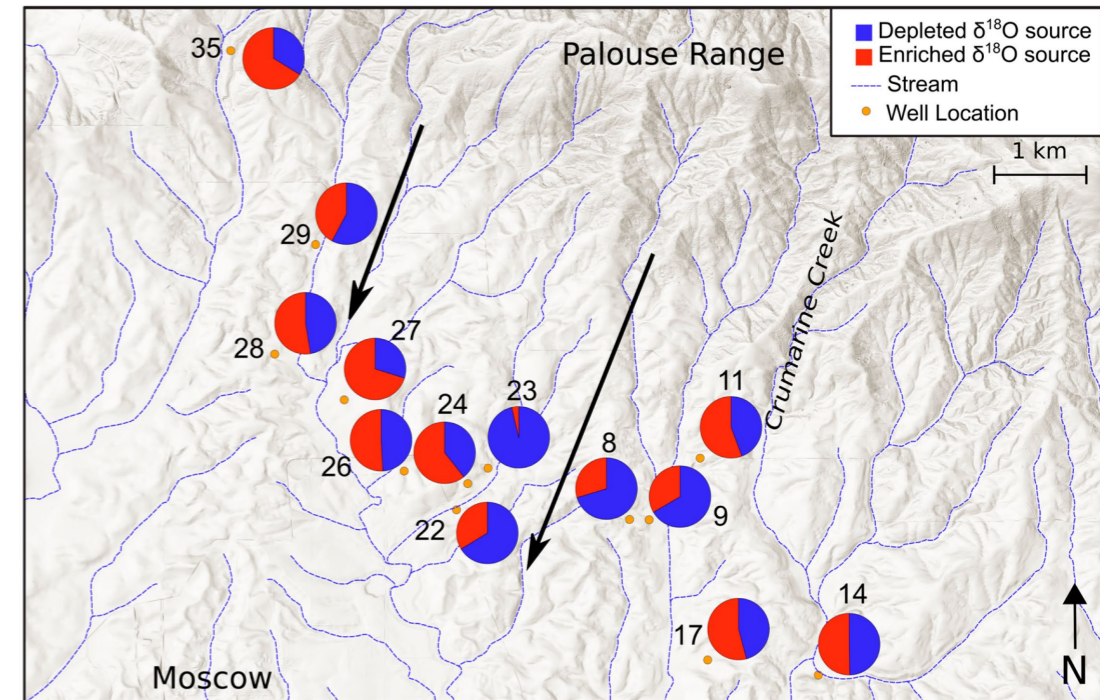 35
Palouse Range
Depleted δ¹⁸O source
Enriched δ¹⁸O source
Stream
Well Location
1 km
29
28
27
Crumarine Creek
23
24
11
8
26
9
22
14
17
Moscow
N